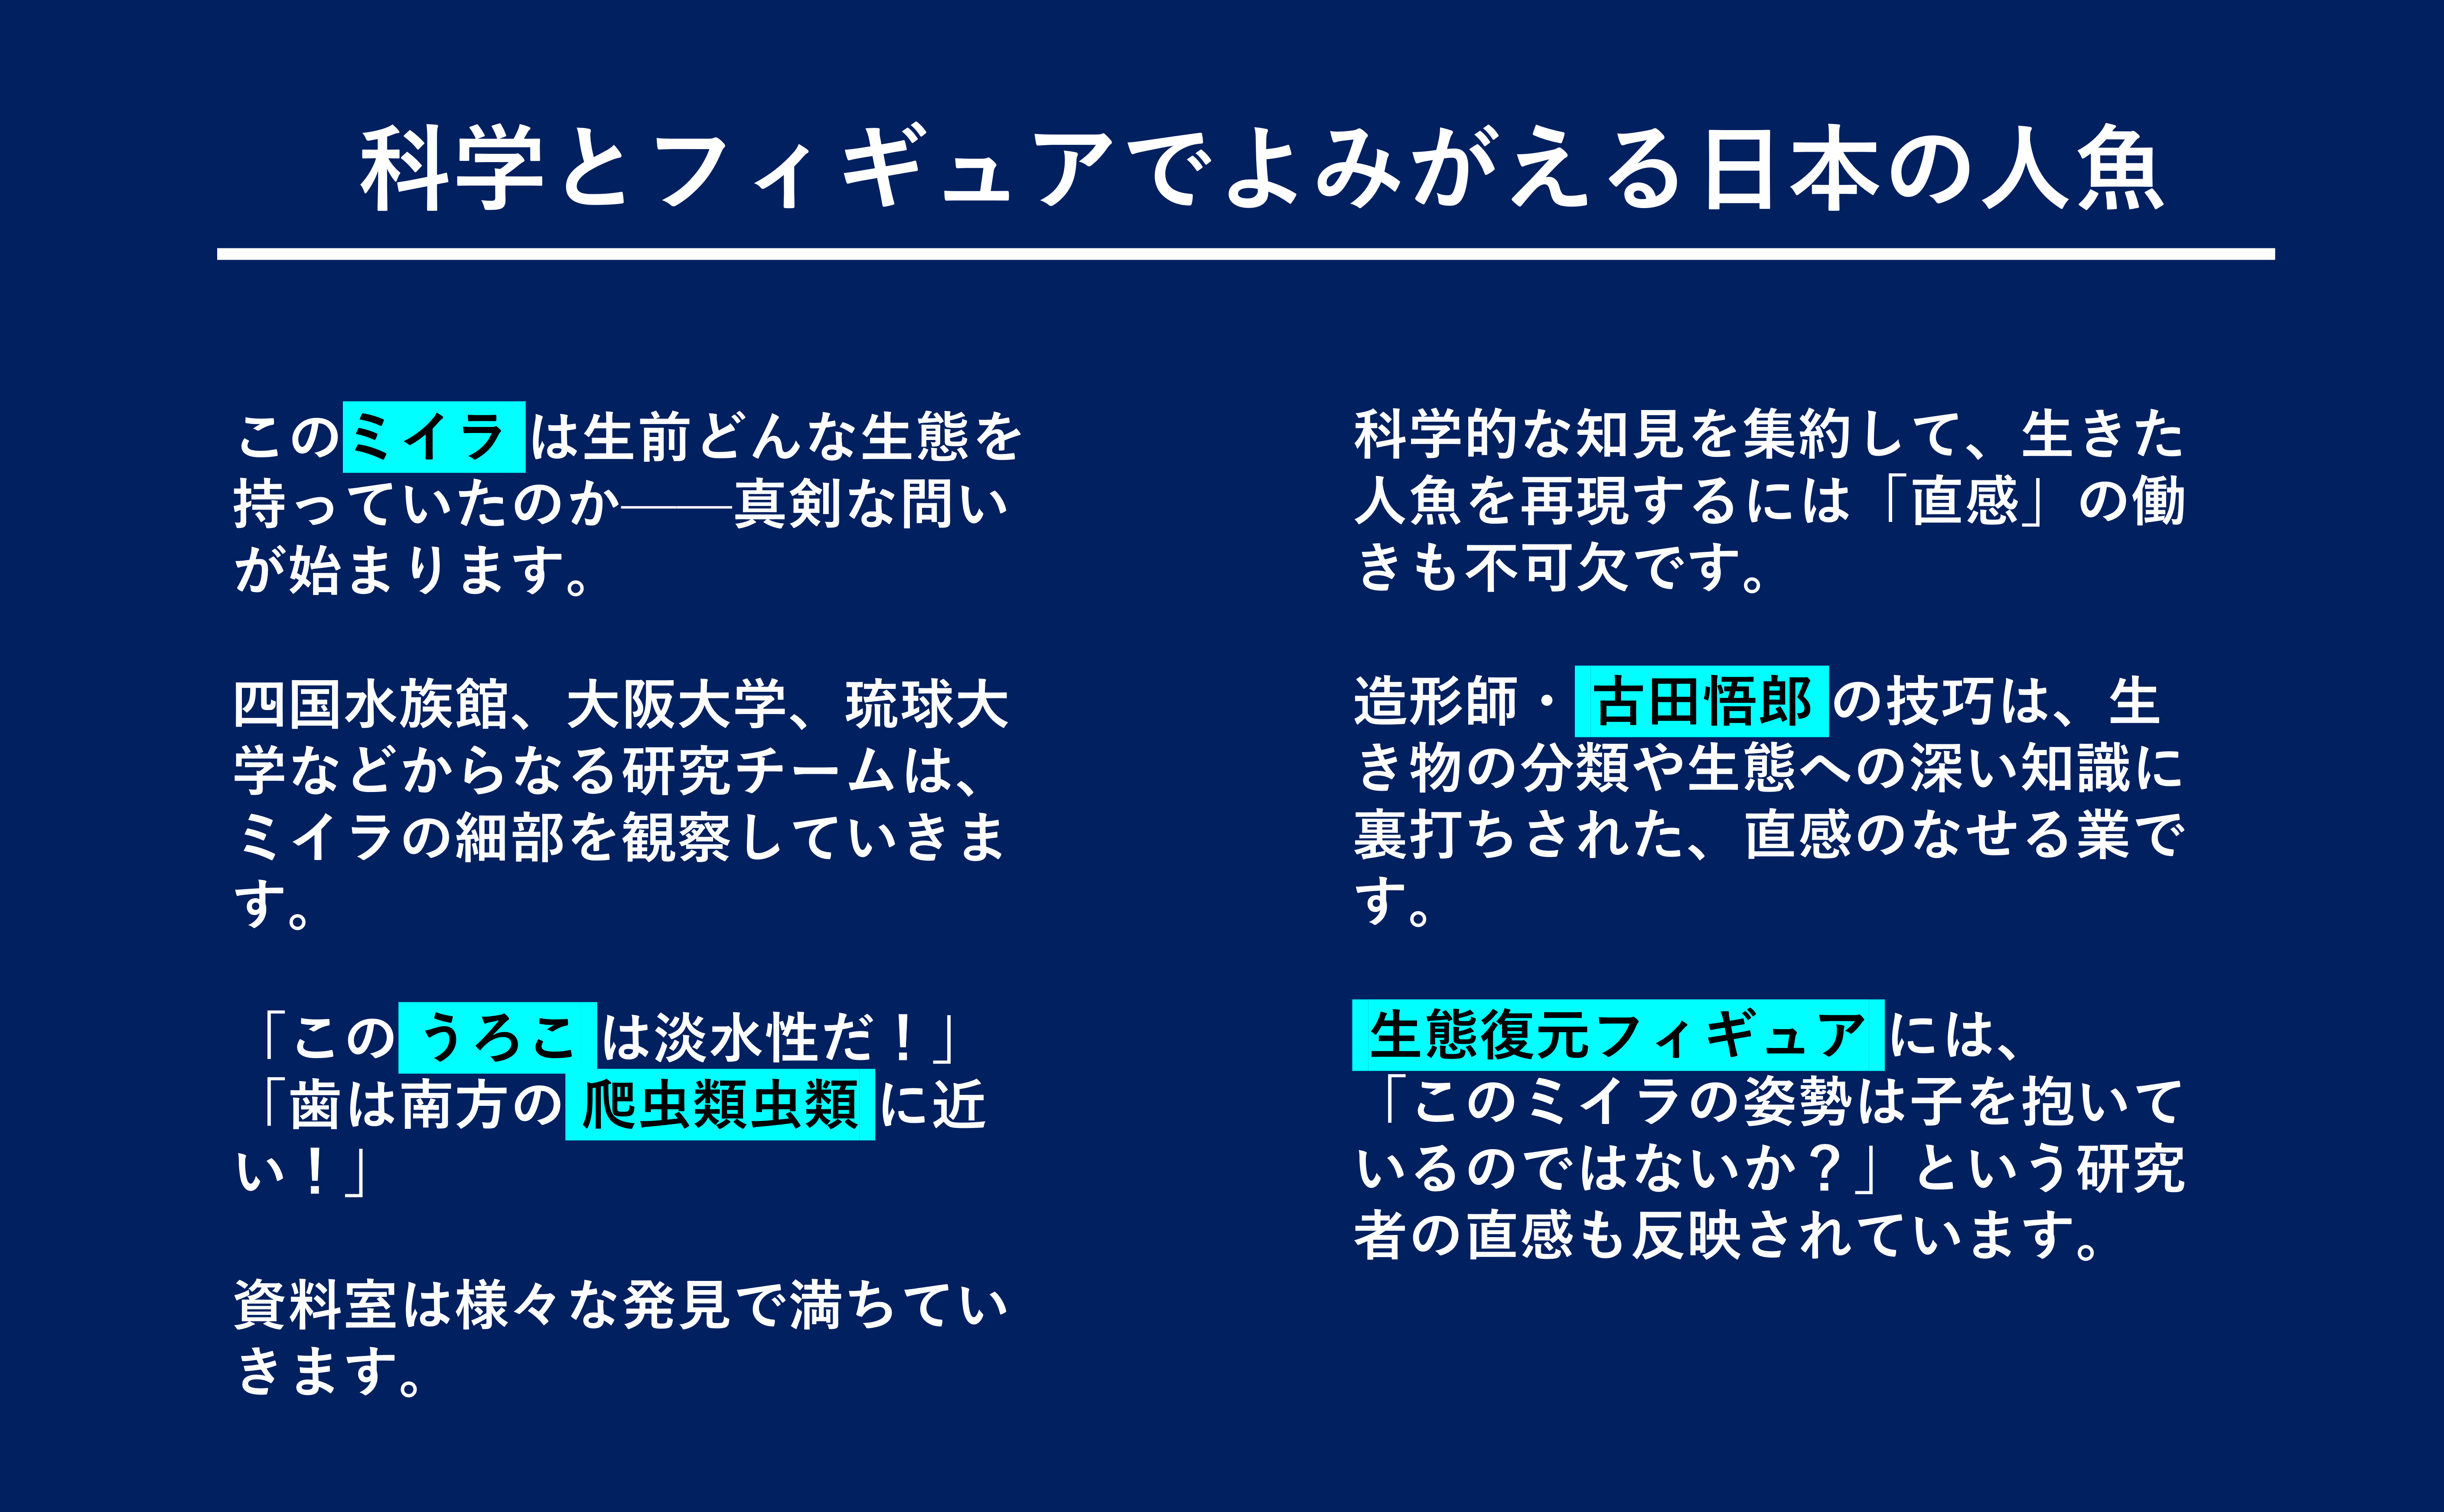 科学とフィギュアでよみがえる日本の人魚
このミイラは生前どんな生態を
持っていたのか──真剣な問い
が始まります。
四国水族館、大阪大学、琉球大
学などからなる研究チームは、
ミイラの細部を観察していきま
す。
「このうろこは淡水性だ！」
「歯は南方の爬虫類虫類に近
い！」
資料室は様々な発見で満ちてい
きます。
科学的な知見を集約して、生きた
人魚を再現するには「直感」の働
きも不可欠です。
造形師・古田悟郎の技巧は、生
き物の分類や生態への深い知識に
裏打ちされた、直感のなせる業で
す。
生態復元フィギュアには、
「このミイラの姿勢は子を抱いて
いるのではないか？」という研究
者の直感も反映されています。